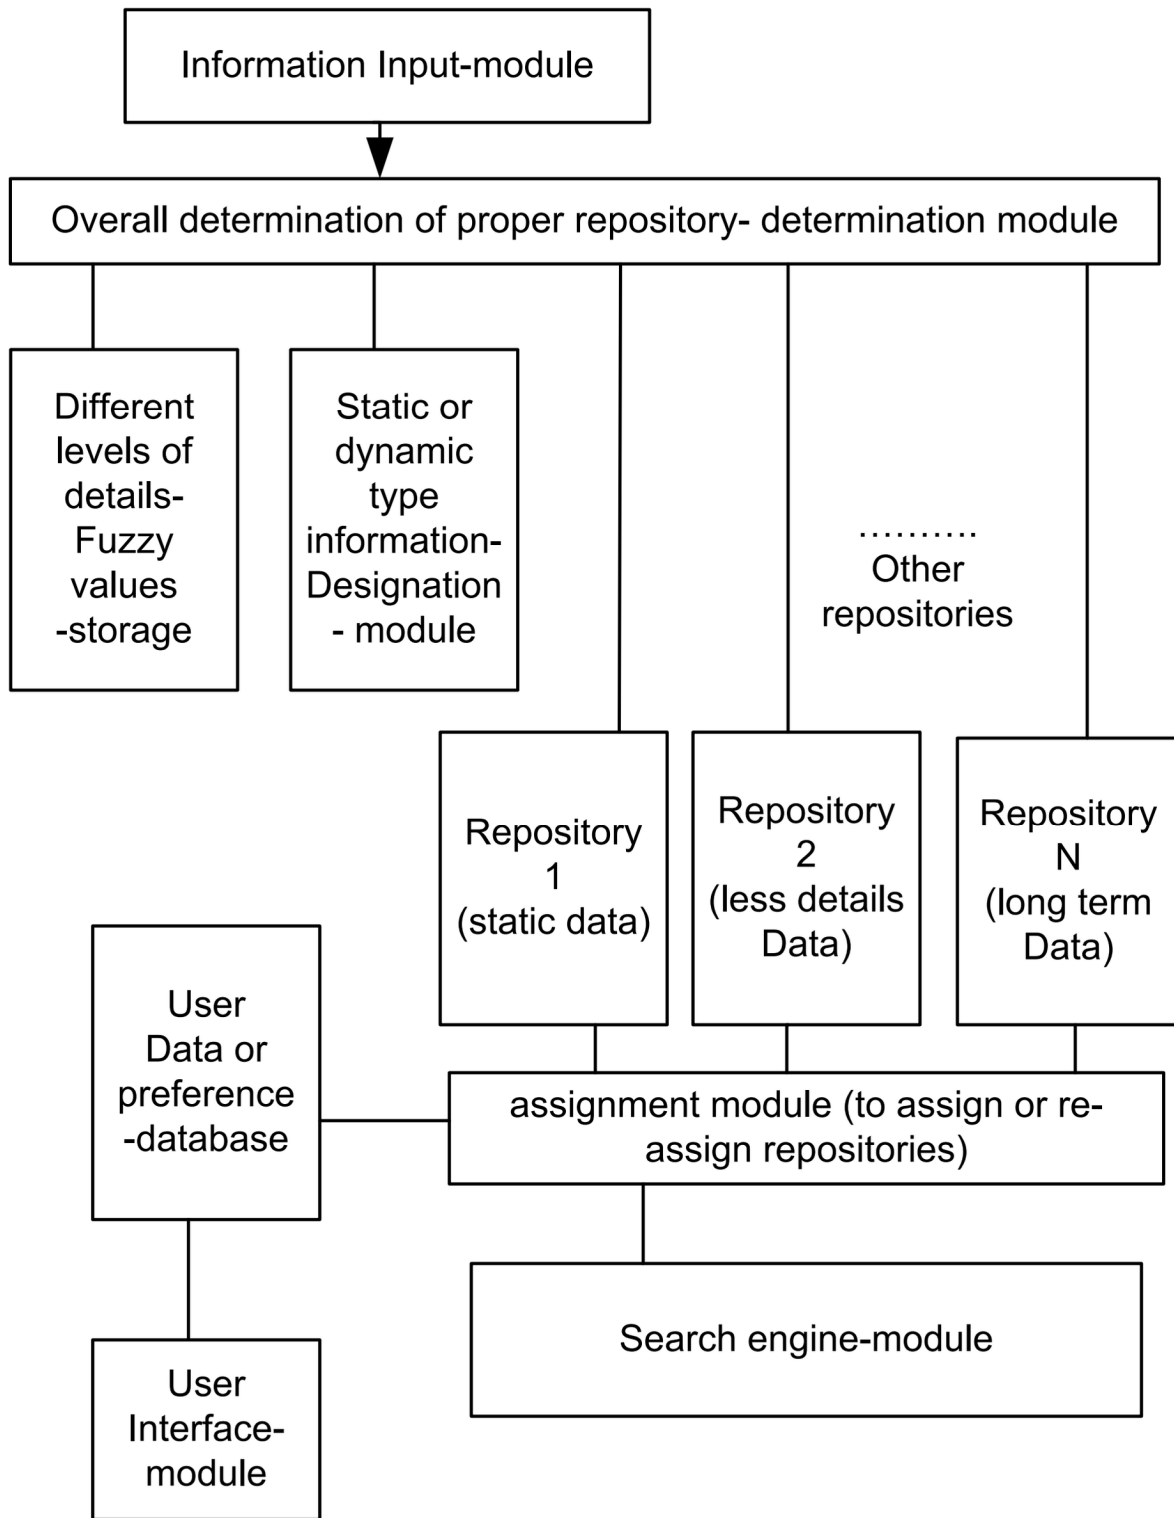 Information Input-module
Overall determination of proper repository- determination module
Different
levels of
details-
Fuzzy
values
-storage
Static or
dynamic
type
information-
Designation
- module
..........
Other
repositories
Repository
1
(static data)
Repository
2
(less details
Data)
Repository
N
(long term
Data)
User
Data or
preference
-database
assignment module (to assign or re-
assign repositories)
Search engine-module
User
Interface-
module